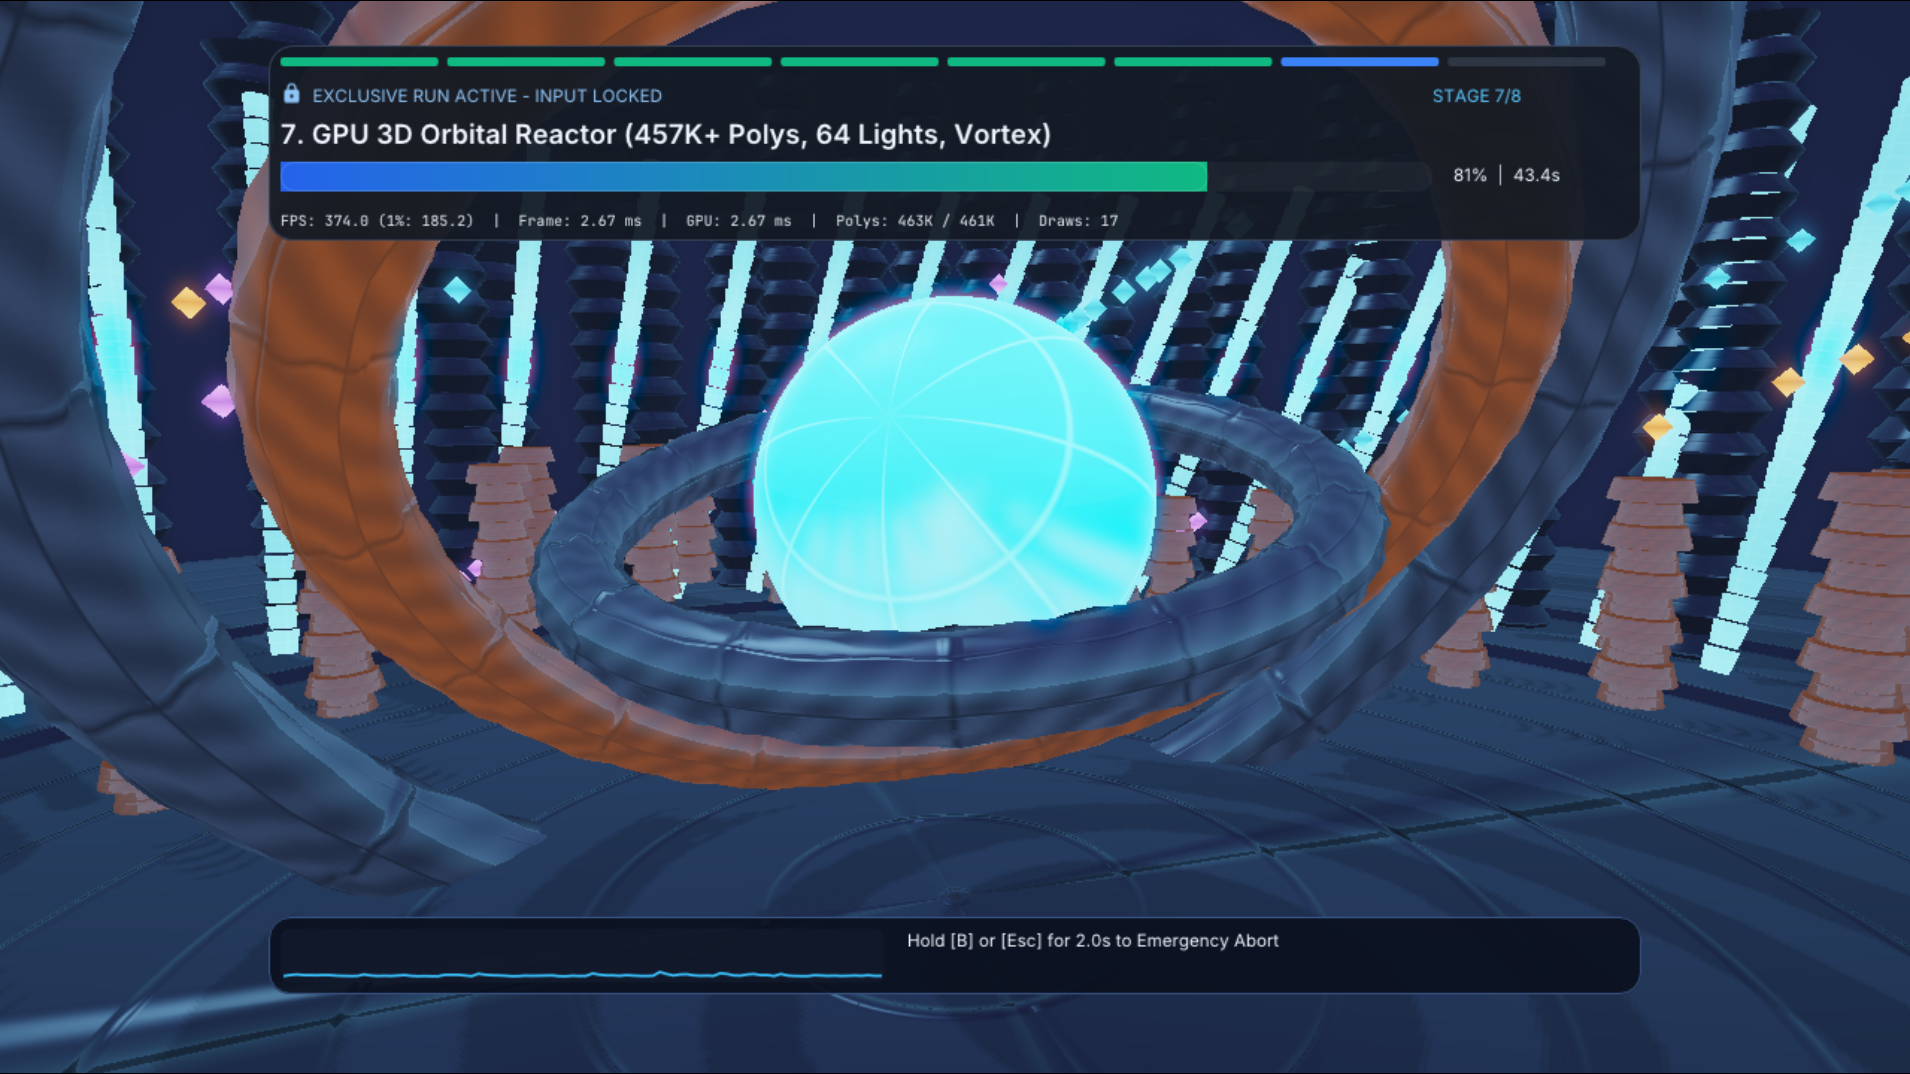 EXCLUSIVE RUN ACTIVE - INPUT LOCKED STAGE 7/8
7. GPU 3D Orbital Reactor (457K+ Polys, 64 Lights, Vortex)
81% | 43.4s
FPS: 374.0 (1%: 185.2) | Frame: 2.67 ms | GPU: 2.67 ms | Polys: 463K / 461K | Draws: 17
Hold [B] or [Esc] for 2.0s to Emergency Abort